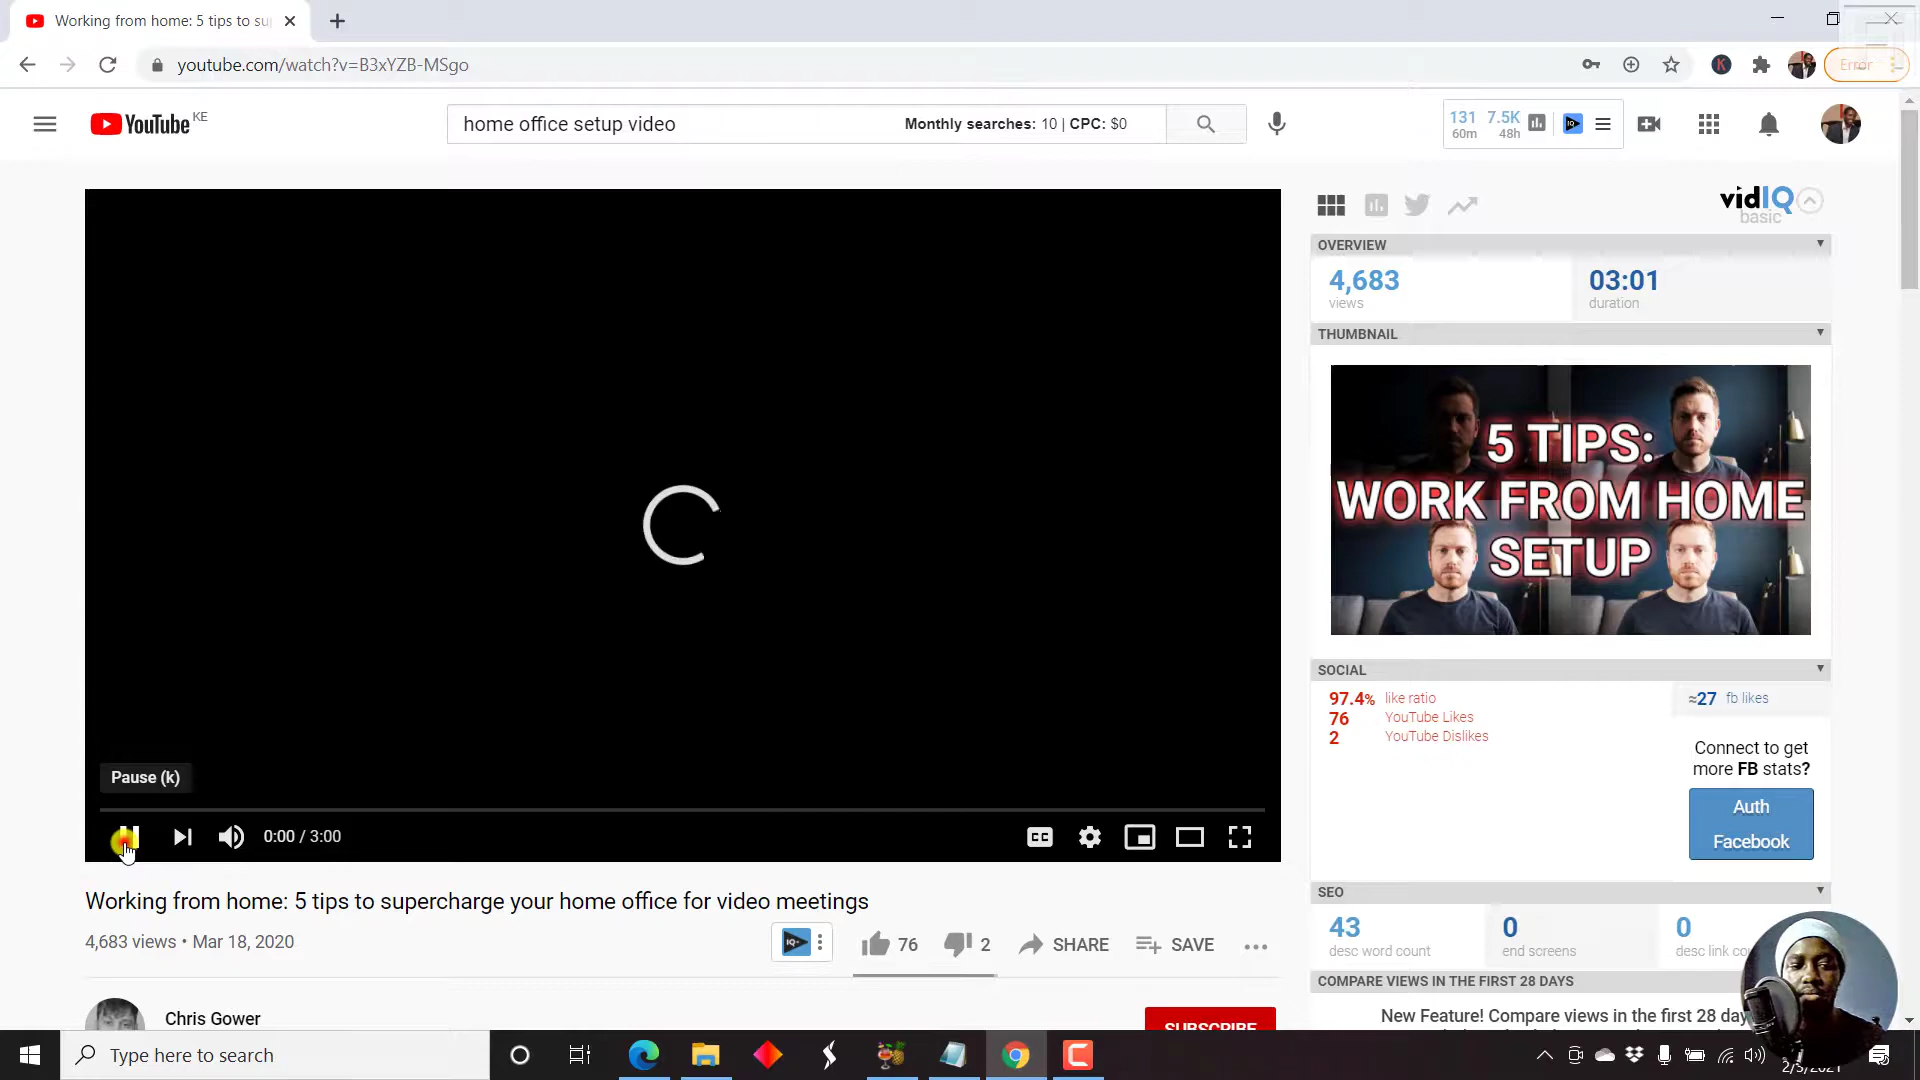 Working from home: 5 tips to su
youtube.com/watch?v=B3xYZB-MSgo
K
Error
YouTube KE
home office setup video
Monthly searches: 10 | CPC: $0
131 7.5K
60m 48h
IQ
vidIQ
basic
OVERVIEW
4,683
views
03:01
duration
THUMBNAIL
5 TIPS:
WORK FROM HOME
SETUP
SOCIAL
97.4% like ratio
76 YouTube Likes
2 YouTube Dislikes
≈27 fb likes
Connect to get
more FB stats?
Auth
Facebook
SEO
43
desc word count
0
end screens
0
desc link
COMPARE VIEWS IN THE FIRST 28 DAYS
New Feature! Compare views in the first 28 day
Pause (k)
0:00 / 3:00
CC
Working from home: 5 tips to supercharge your home office for video meetings
4,683 views • Mar 18, 2020
IQ
76
2
SHARE
SAVE
Chris Gower
SUBSCRIBE
Type here to search